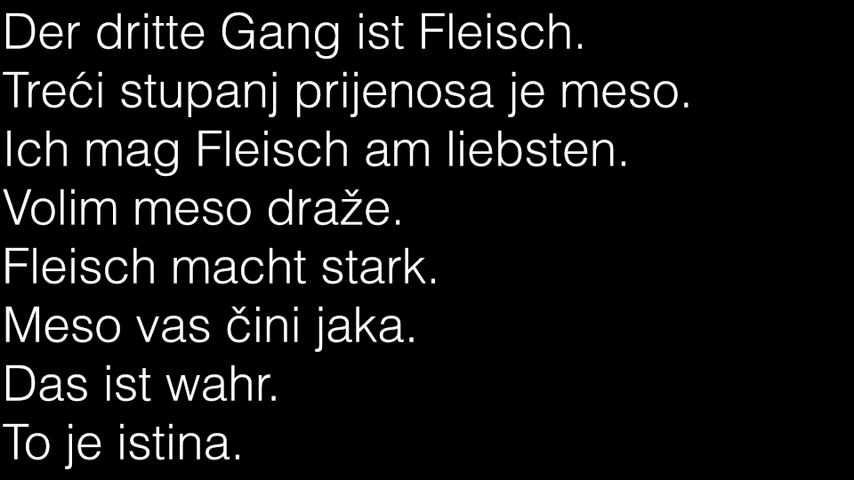 Der dritte Gang ist Fleisch.
Treći stupanj prijenosa je meso.
Ich mag Fleisch am liebsten.
Volim meso draže.
Fleisch macht stark.
Meso vas čini jaka.
Das ist wahr.
To je istina.